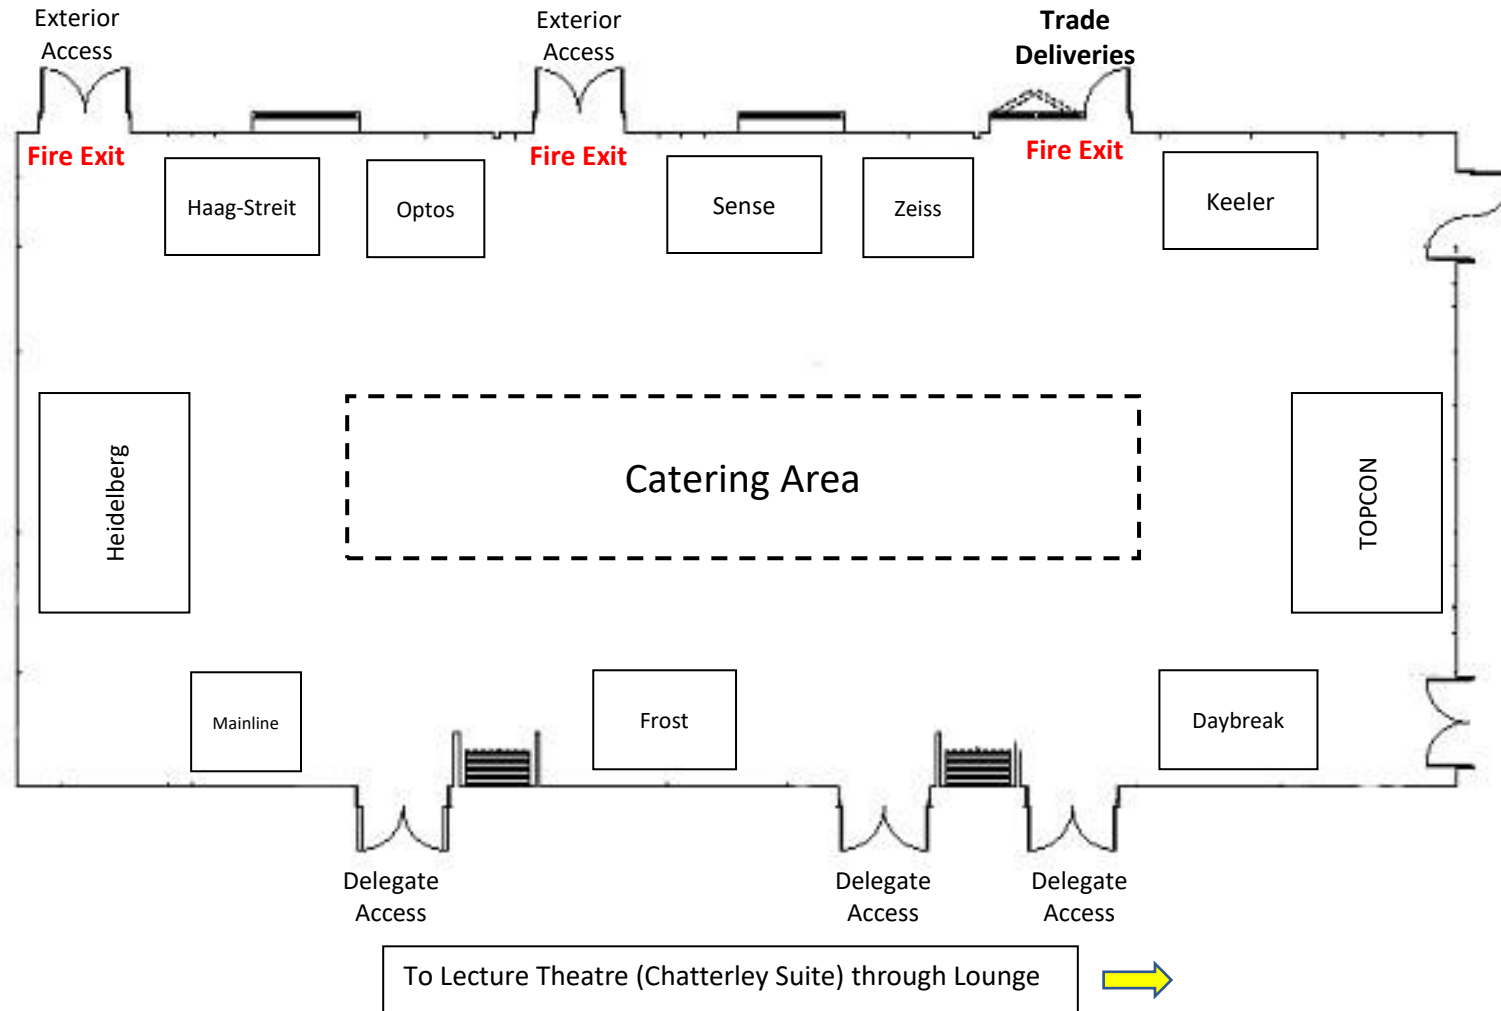 Exterior
Access
Exterior
Access
Trade
Deliveries
Fire Exit
Fire Exit
Fire Exit
Haag-Streit
Optos
Sense
Zeiss
Keeler
Heidelberg
Catering Area
TOPCON
Mainline
Frost
Daybreak
Delegate
Access
Delegate
Access
Delegate
Access
To Lecture Theatre (Chatterley Suite) through Lounge